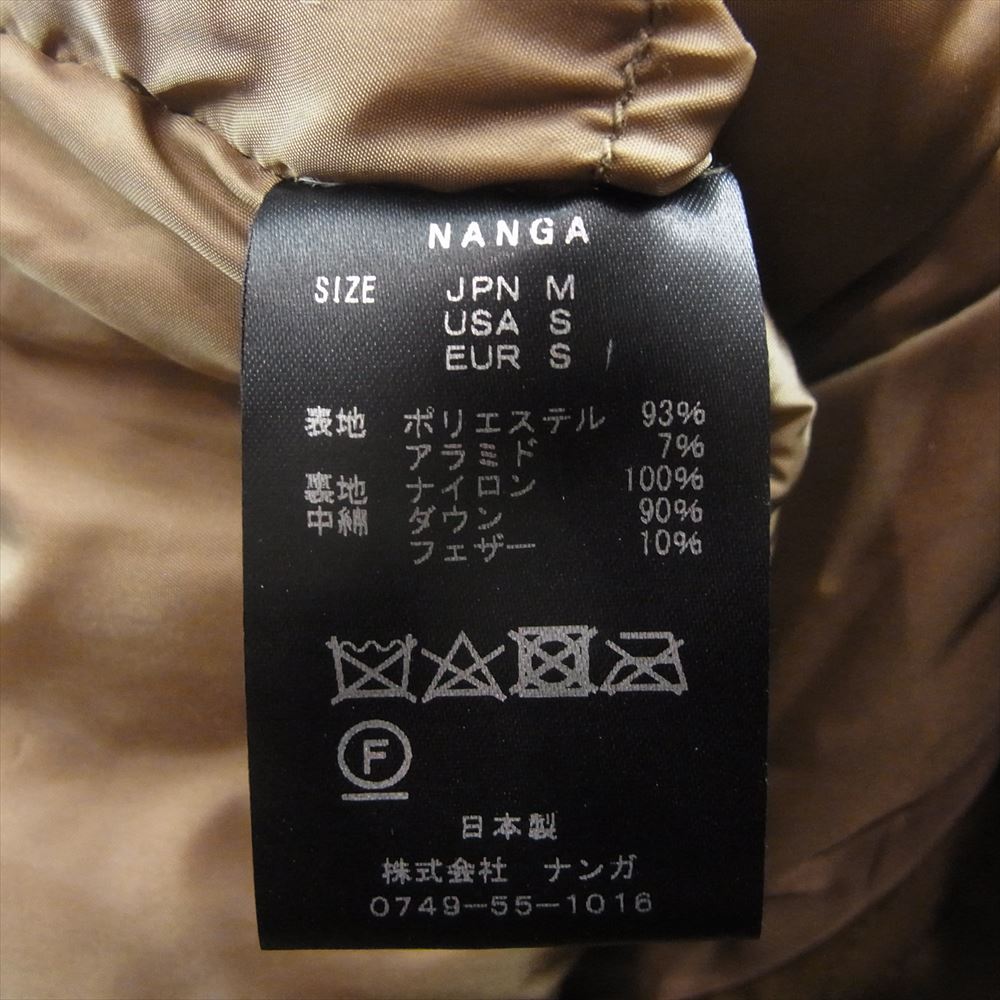 NANGA
SIZE JPN M
USA S
EUR S
表地 ポリエステル 93%
アラミド 7%
裏地 ナイロン 100%
中綿 ダウン 90%
フェザー 10%
F
日本製
株式会社 ナンガ
0749-55-1016